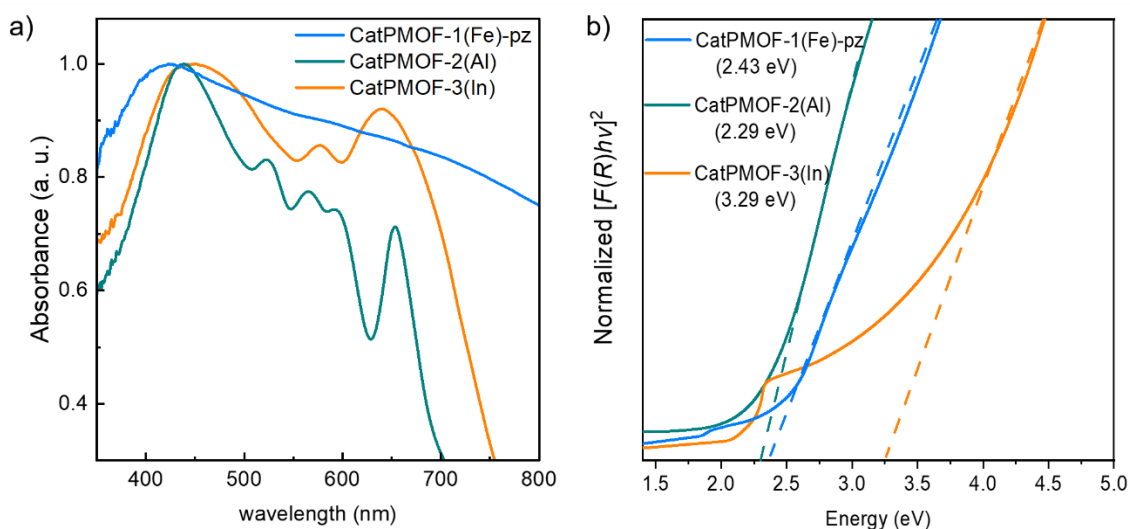 a)
CatPMOF-1(Fe)-pz
CatPMOF-2(Al)
CatPMOF-3(In)
Absorbance (a. u.)
1.0
0.8
0.6
0.4
400 500 600 700 800
wavelength (nm)
b)
CatPMOF-1(Fe)-pz
(2.43 eV)
CatPMOF-2(Al)
(2.29 eV)
CatPMOF-3(In)
(3.29 eV)
Normalized [F(R)hv]²
1.5 2.0 2.5 3.0 3.5 4.0 4.5 5.0
Energy (eV)